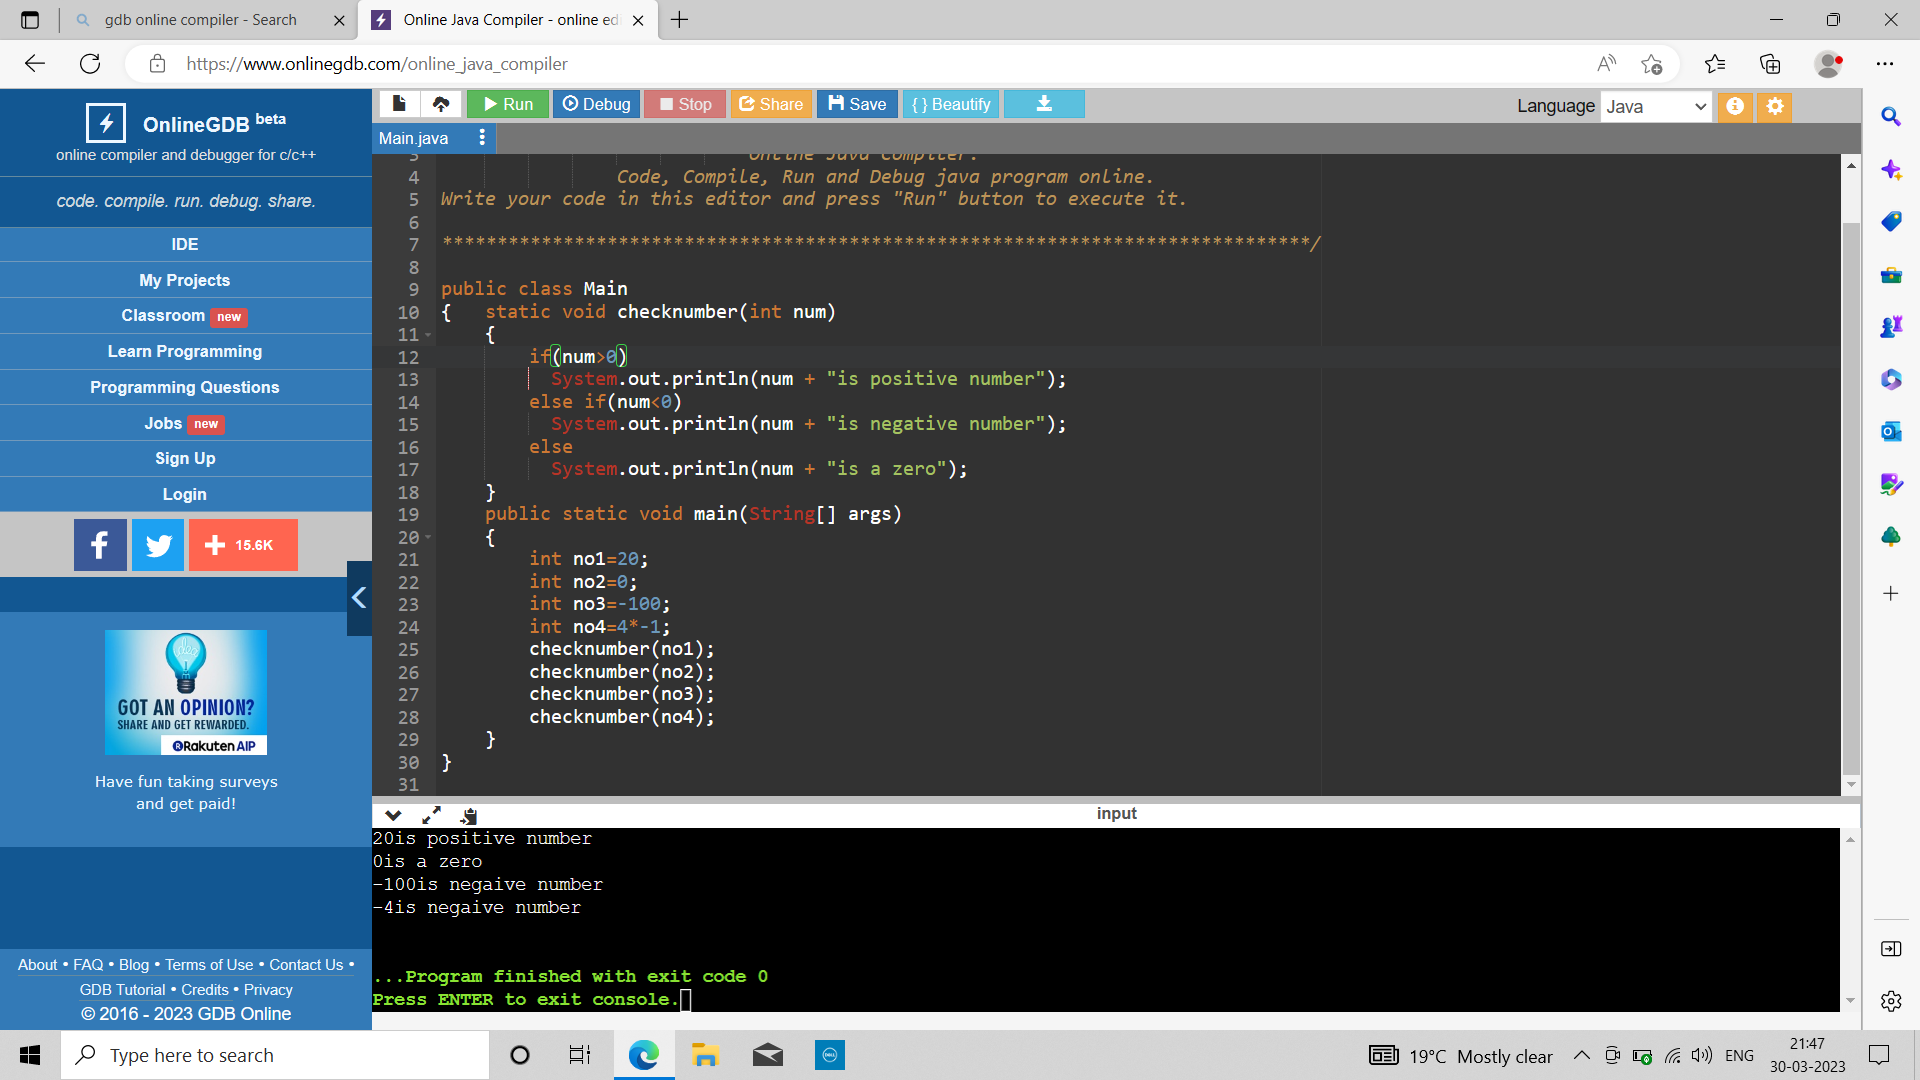 gdb online compiler - Search
Online Java Compiler - online edi
https://www.onlinegdb.com/online_java_compiler
OnlineGDB beta
online compiler and debugger for c/c++
code. compile. run. debug. share.
IDE
My Projects
Classroom new
Learn Programming
Programming Questions
Jobs new
Sign Up
Login
15.6K
GOT AN OPINION?
SHARE AND GET REWARDED.
Rakuten AIP
Have fun taking surveys
and get paid!
About • FAQ • Blog • Terms of Use • Contact Us •
GDB Tutorial • Credits • Privacy
© 2016 - 2023 GDB Online
Run Debug Stop Share Save { } Beautify
Language Java
Main.java
3 Online Java Compiler.
4 Code, Compile, Run and Debug java program online.
5 Write your code in this editor and press "Run" button to execute it.
6
7 *******************************************************************************/
8
9 public class Main
10 { static void checknumber(int num)
11 {
12 if(num>0)
13 System.out.println(num + "is positive number");
14 else if(num<0)
15 System.out.println(num + "is negative number");
16 else
17 System.out.println(num + "is a zero");
18 }
19 public static void main(String[] args)
20 {
21 int no1=20;
22 int no2=0;
23 int no3=-100;
24 int no4=4*-1;
25 checknumber(no1);
26 checknumber(no2);
27 checknumber(no3);
28 checknumber(no4);
29 }
30 }
31
input
20is positive number
0is a zero
-100is negaive number
-4is negaive number
...Program finished with exit code 0
Press ENTER to exit console.
Type here to search
19°C Mostly clear
ENG
21:47
30-03-2023